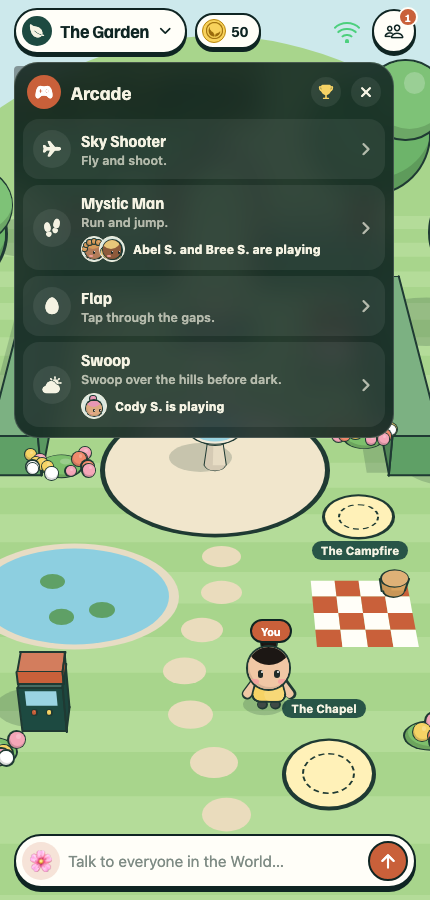 The Garden
50
1
Arcade
Sky Shooter
Fly and shoot.
Mystic Man
Run and jump.
Abel S. and Bree S. are playing
Flap
Tap through the gaps.
Swoop
Swoop over the hills before dark.
Cody S. is playing
The Campfire
You
The Chapel
Talk to everyone in the World...